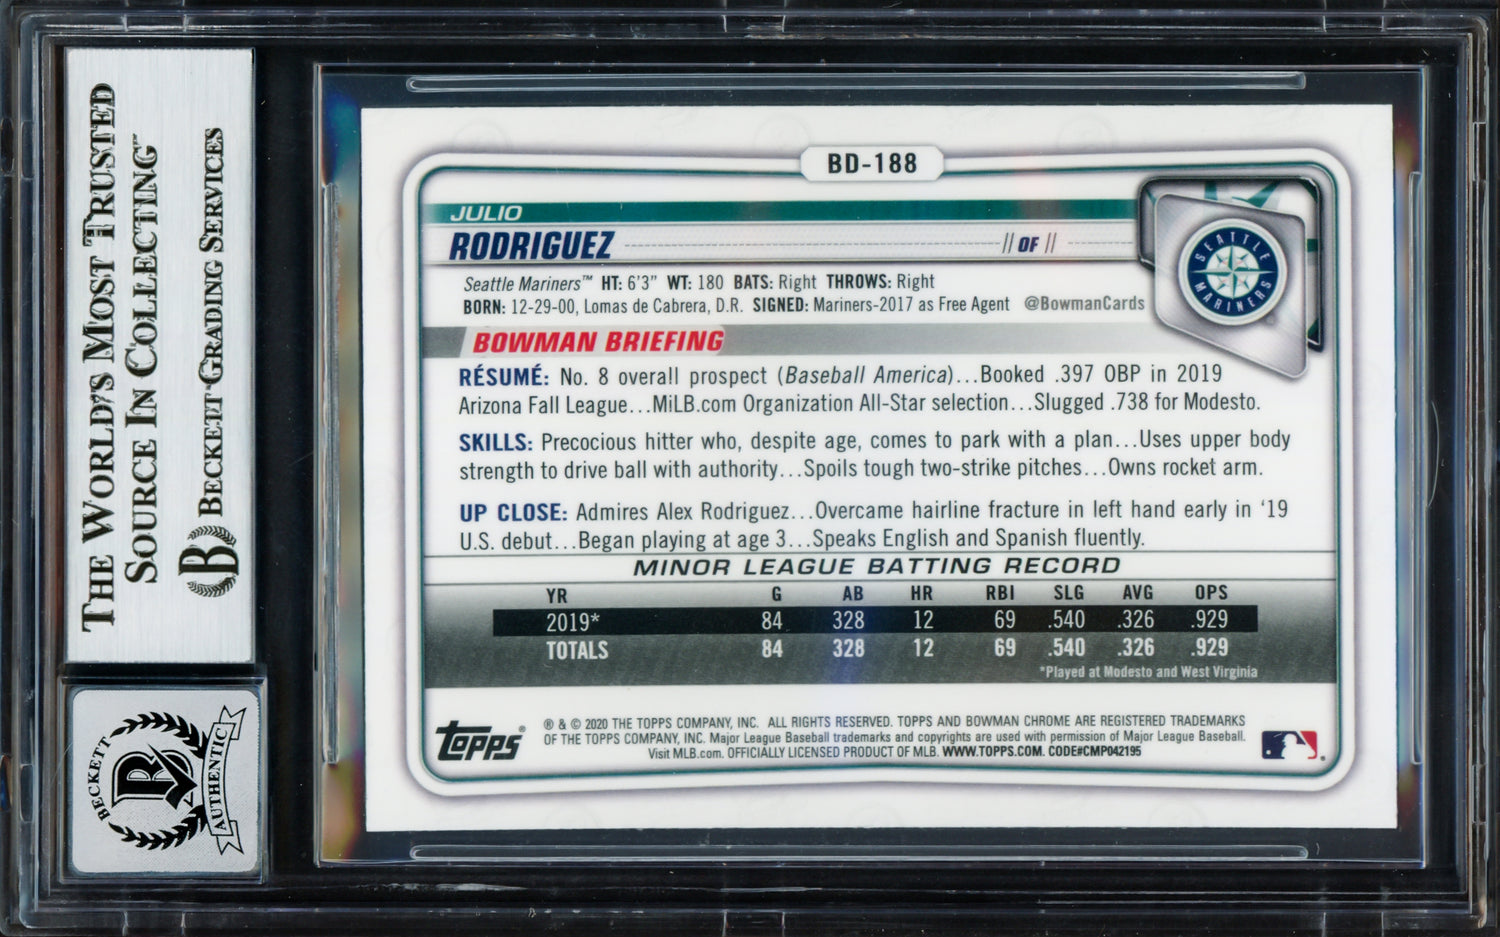 THE WORLD'S MOST TRUSTED
SOURCE IN COLLECTING™
BECKETT GRADING SERVICES
B
BECKETT
B
AUTHENTIC
BD-188
JULIO
RODRIGUEZ // OF //
SEATTLE
MARINERS
Seattle Mariners™ HT: 6'3" WT: 180 BATS: Right THROWS: Right
BORN: 12-29-00, Lomas de Cabrera, D.R. SIGNED: Mariners-2017 as Free Agent @BowmanCards
BOWMAN BRIEFING
RÉSUMÉ: No. 8 overall prospect (Baseball America)...Booked .397 OBP in 2019
Arizona Fall League...MiLB.com Organization All-Star selection...Slugged .738 for Modesto.
SKILLS: Precocious hitter who, despite age, comes to park with a plan...Uses upper body
strength to drive ball with authority...Spoils tough two-strike pitches...Owns rocket arm.
UP CLOSE: Admires Alex Rodriguez...Overcame hairline fracture in left hand early in '19
U.S. debut...Began playing at age 3...Speaks English and Spanish fluently.
MINOR LEAGUE BATTING RECORD
YR G AB HR RBI SLG AVG OPS
2019* 84 328 12 69 .540 .326 .929
TOTALS 84 328 12 69 .540 .326 .929
*Played at Modesto and West Virginia
Topps®
® & © 2020 THE TOPPS COMPANY, INC. ALL RIGHTS RESERVED. TOPPS AND BOWMAN CHROME ARE REGISTERED TRADEMARKS
OF THE TOPPS COMPANY, INC. Major League Baseball trademarks and copyrights are used with permission of Major League Baseball.
Visit MLB.com. OFFICIALLY LICENSED PRODUCT OF MLB. WWW.TOPPS.COM. CODE#CMP042195